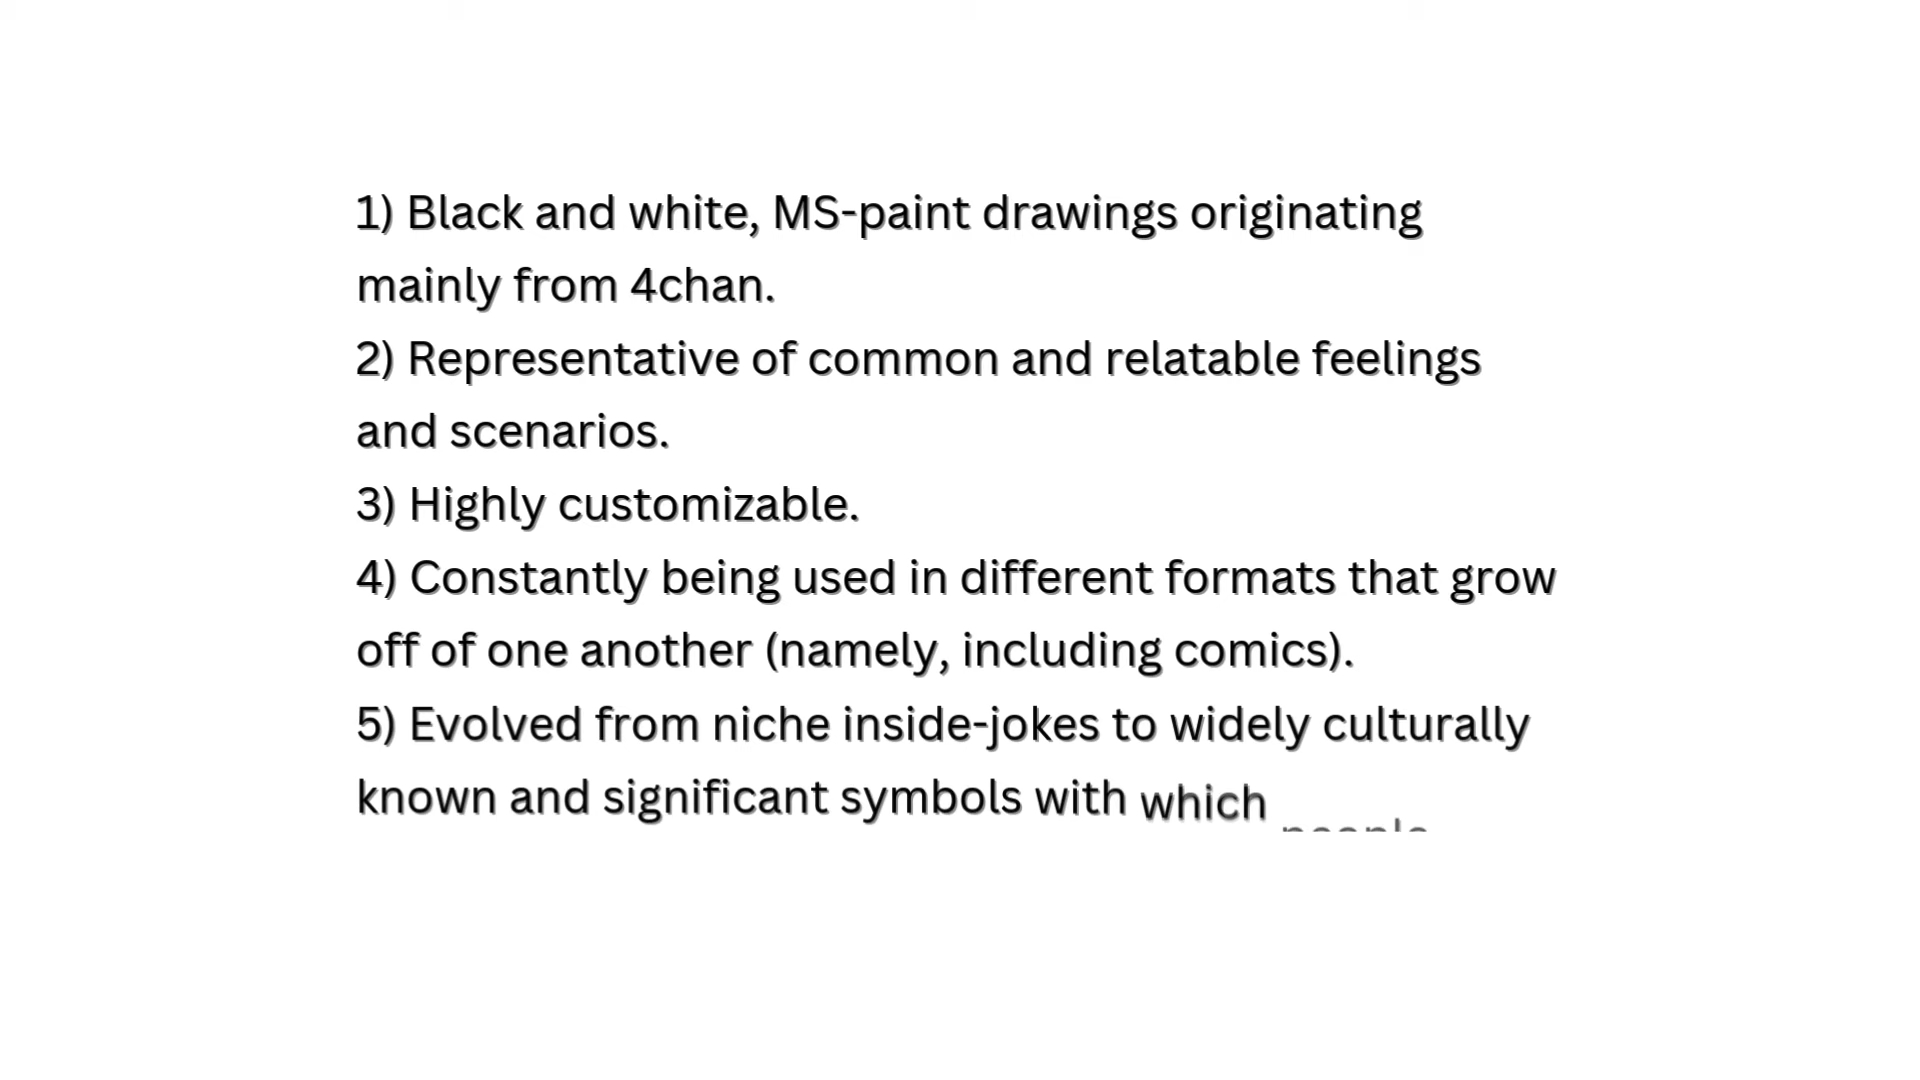 1) Black and white, MS-paint drawings originating
mainly from 4chan.
2) Representative of common and relatable feelings
and scenarios.
3) Highly customizable.
4) Constantly being used in different formats that grow
off of one another (namely, including comics).
5) Evolved from niche inside-jokes to widely culturally
known and significant symbols with which